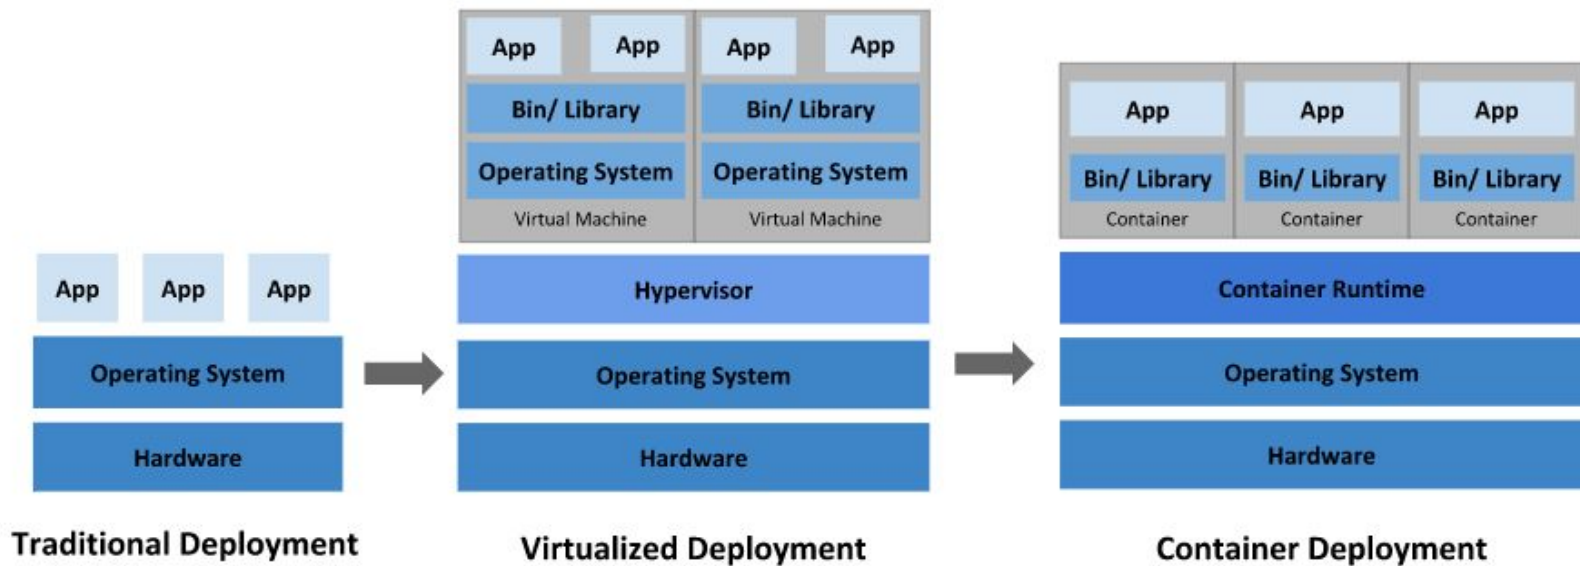 App
App
App
Operating System
Hardware
Traditional Deployment
App
App
App
App
Bin/ Library
Bin/ Library
Operating System
Operating System
Virtual Machine
Virtual Machine
Hypervisor
Operating System
Hardware
Virtualized Deployment
App
App
App
Bin/ Library
Bin/ Library
Bin/ Library
Container
Container
Container
Container Runtime
Operating System
Hardware
Container Deployment